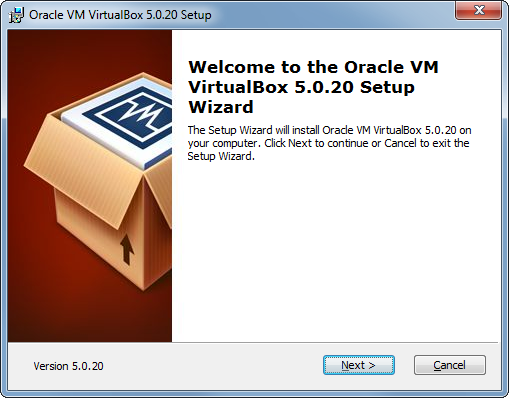 Oracle VM VirtualBox 5.0.20 Setup
Welcome to the Oracle VM
VirtualBox 5.0.20 Setup
Wizard
The Setup Wizard will install Oracle VM VirtualBox 5.0.20 on
your computer. Click Next to continue or Cancel to exit the
Setup Wizard.
Version 5.0.20
Next >
Cancel